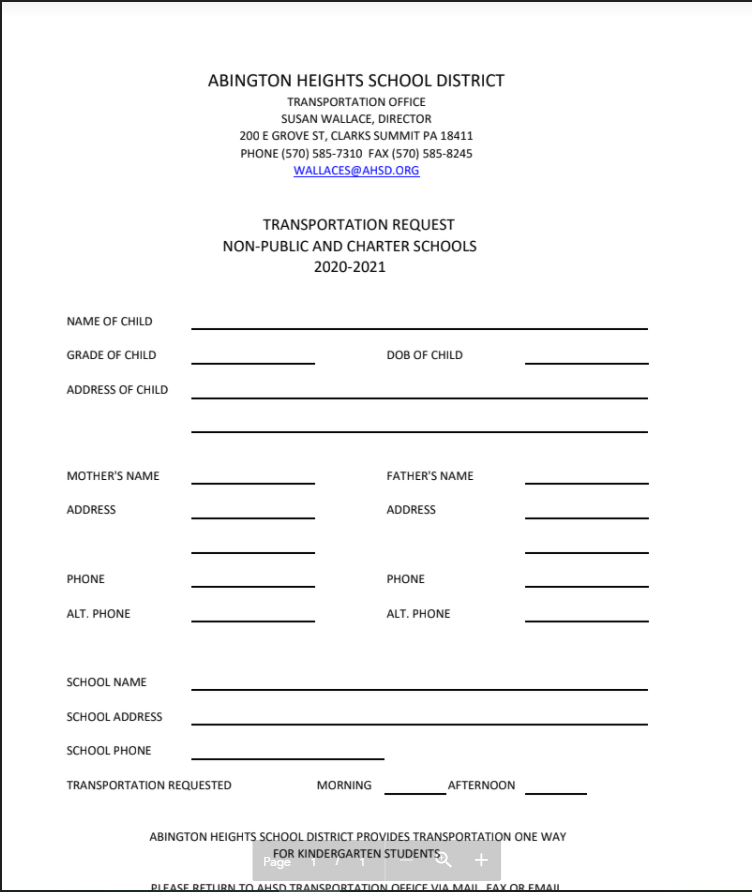 ABINGTON HEIGHTS SCHOOL DISTRICT
TRANSPORTATION OFFICE
SUSAN WALLACE, DIRECTOR
200 E GROVE ST, CLARKS SUMMIT PA 18411
PHONE (570) 585-7310  FAX (570) 585-8245
WALLACES@AHSD.ORG
TRANSPORTATION REQUEST
NON-PUBLIC AND CHARTER SCHOOLS
2020-2021
NAME OF CHILD
GRADE OF CHILD DOB OF CHILD
ADDRESS OF CHILD
MOTHER'S NAME FATHER'S NAME
ADDRESS ADDRESS
PHONE PHONE
ALT. PHONE ALT. PHONE
SCHOOL NAME
SCHOOL ADDRESS
SCHOOL PHONE
TRANSPORTATION REQUESTED MORNING AFTERNOON
ABINGTON HEIGHTS SCHOOL DISTRICT PROVIDES TRANSPORTATION ONE WAY
FOR KINDERGARTEN STUDENTS
Page 1 / 1
PLEASE RETURN TO AHSD TRANSPORTATION OFFICE VIA MAIL, FAX OR EMAIL